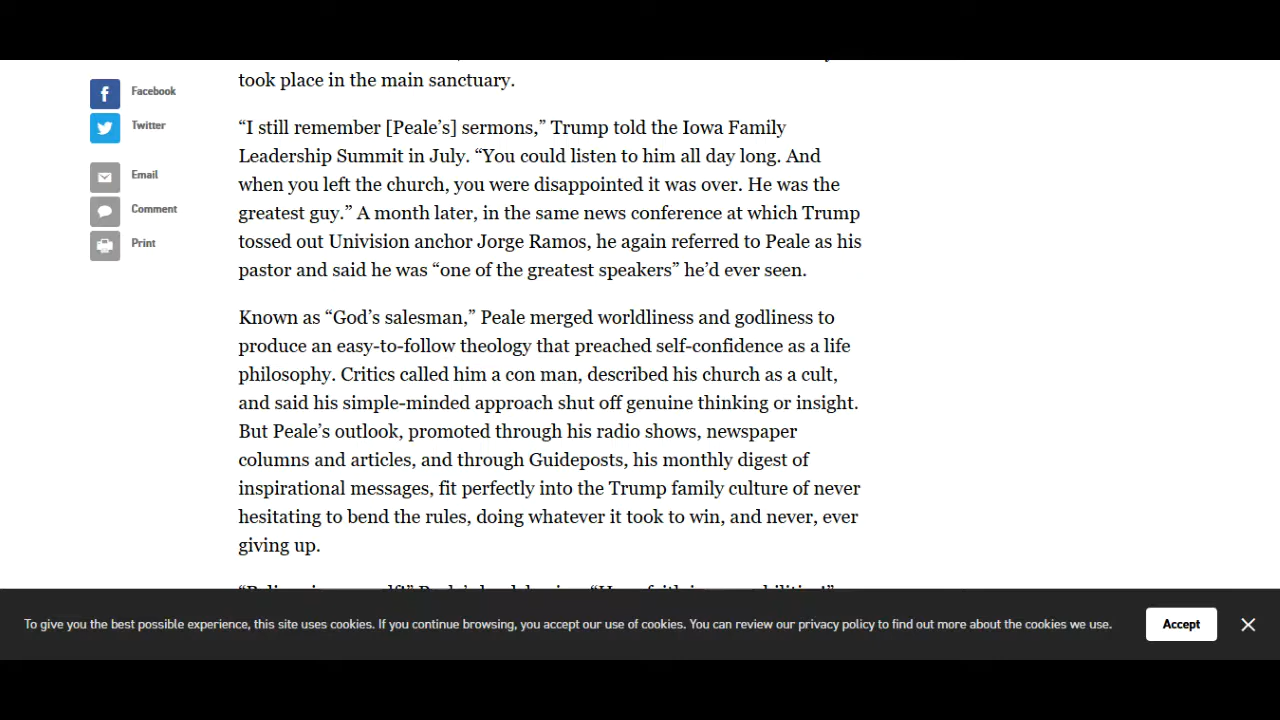 took place in the main sanctuary.
Facebook
Twitter
Email
Comment
Print
“I still remember [Peale’s] sermons,” Trump told the Iowa Family
Leadership Summit in July. “You could listen to him all day long. And
when you left the church, you were disappointed it was over. He was the
greatest guy.” A month later, in the same news conference at which Trump
tossed out Univision anchor Jorge Ramos, he again referred to Peale as his
pastor and said he was “one of the greatest speakers” he’d ever seen.
Known as “God’s salesman,” Peale merged worldliness and godliness to
produce an easy-to-follow theology that preached self-confidence as a life
philosophy. Critics called him a con man, described his church as a cult,
and said his simple-minded approach shut off genuine thinking or insight.
But Peale’s outlook, promoted through his radio shows, newspaper
columns and articles, and through Guideposts, his monthly digest of
inspirational messages, fit perfectly into the Trump family culture of never
hesitating to bend the rules, doing whatever it took to win, and never, ever
giving up.
To give you the best possible experience, this site uses cookies. If you continue browsing, you accept our use of cookies. You can review our privacy policy to find out more about the cookies we use.
Accept